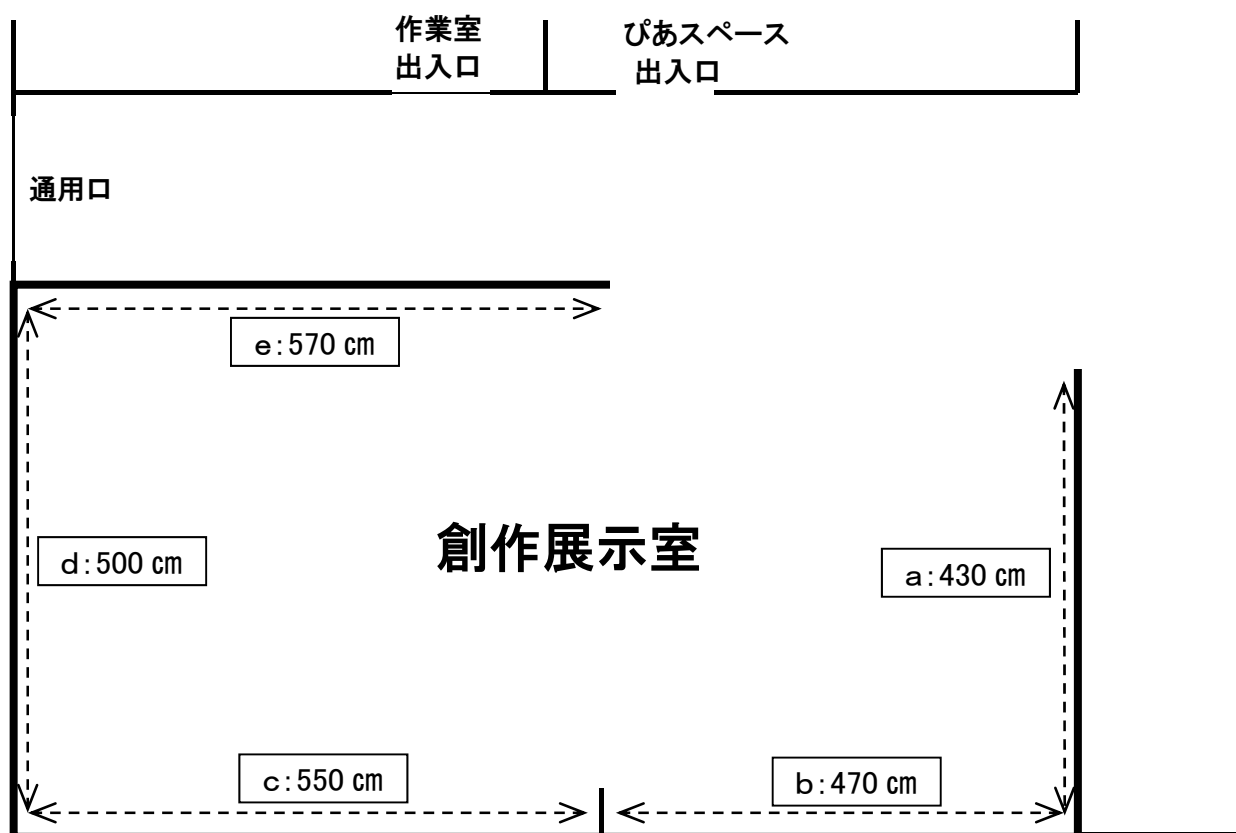 作業室
出入口
ぴあスペース
出入口
通用口
ｅ:570 ㎝
創作展示室
ｄ:500 ㎝
ａ:430 ㎝
ｃ:550 ㎝
ｂ:470 ㎝